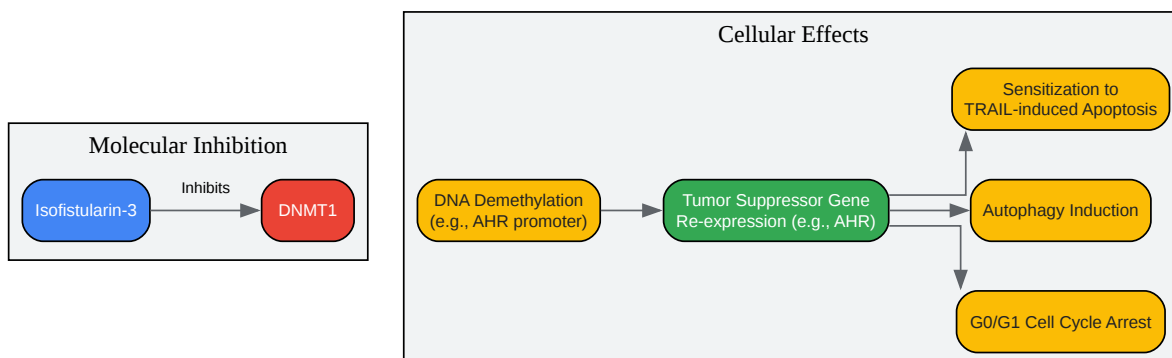 Molecular Inhibition
Isofistularin-3
Inhibits
DNMT1
Cellular Effects
DNA Demethylation
(e.g., AHR promoter)
Tumor Suppressor Gene
Re-expression (e.g., AHR)
Sensitization to
TRAIL-induced Apoptosis
Autophagy Induction
G0/G1 Cell Cycle Arrest